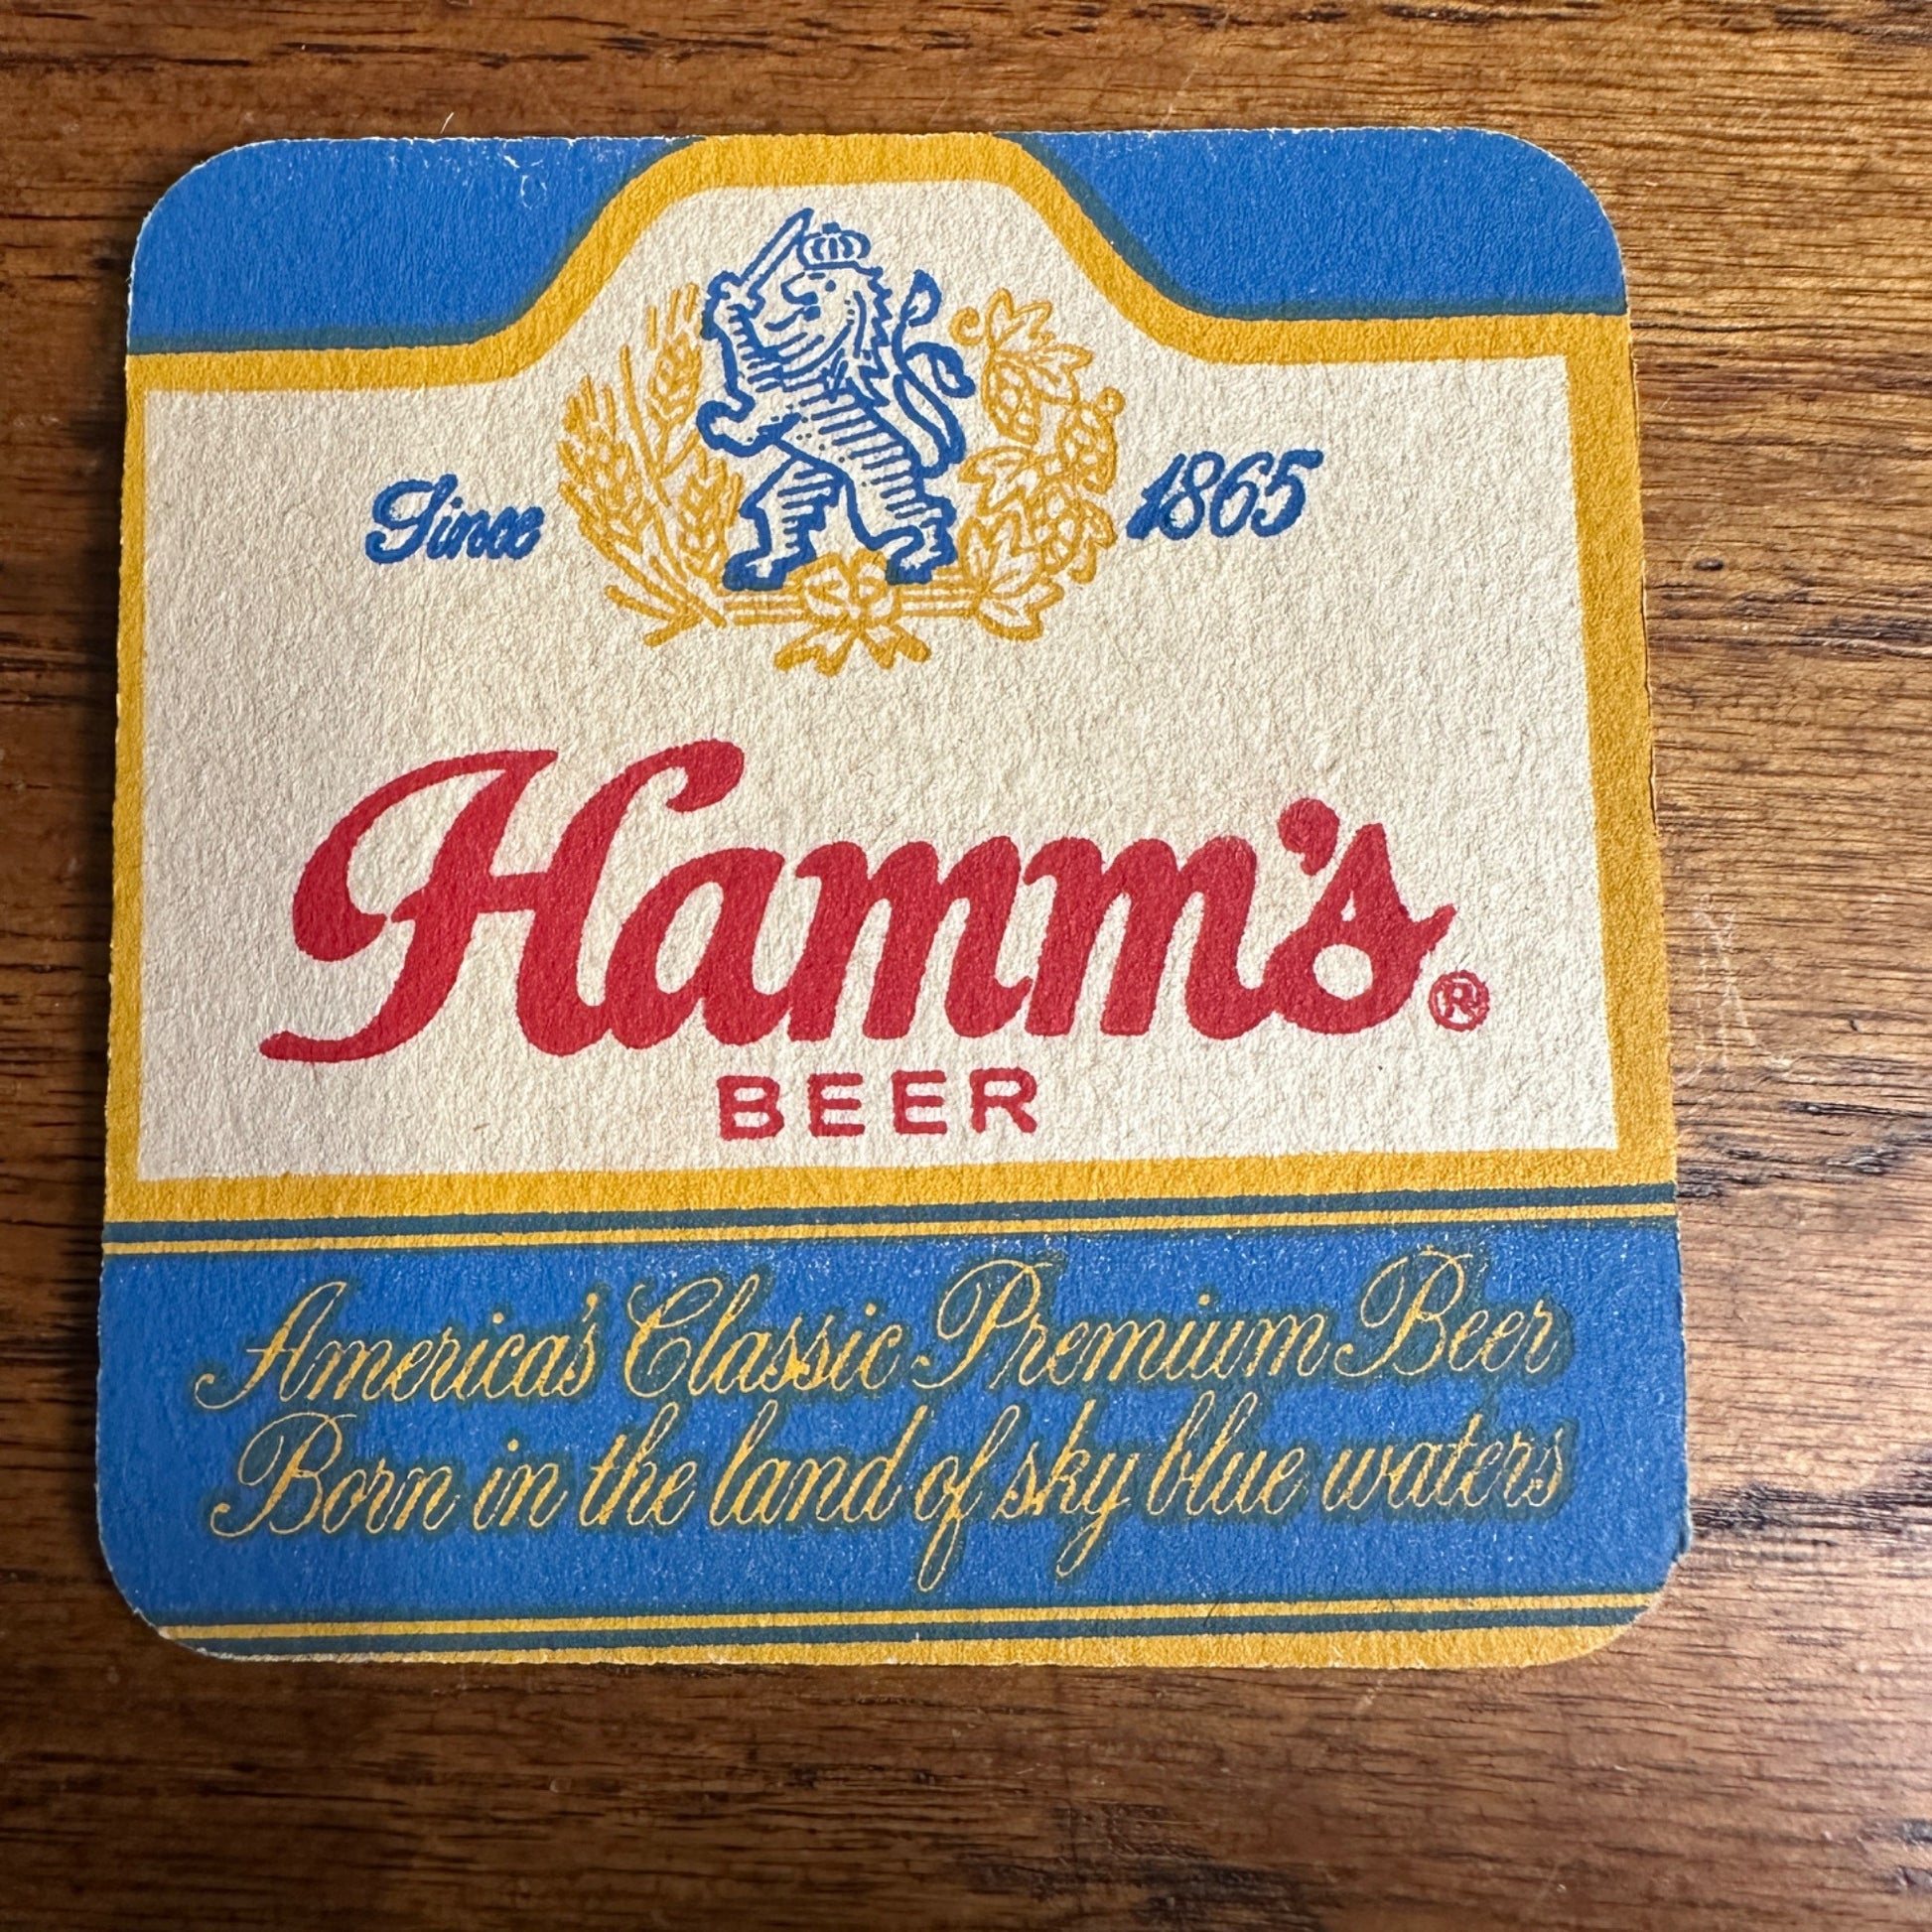 Since 1865
Hamm's®
BEER
America's Classic Premium Beer
Born in the land of sky blue waters